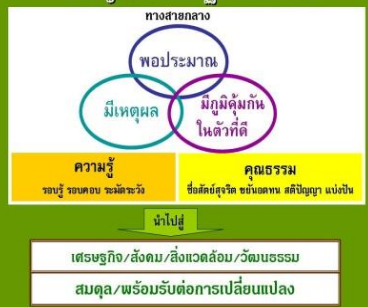 ทางสายกลาง
พอประมาณ
มีเหตุผล
มีภูมิคุ้มกัน
ในตัวที่ดี
ความรู้
รอบรู้ รอบคอบ ระมัดระวัง
คุณธรรม
ซื่อสัตย์สุจริต ขยันอดทน สติปัญญา แบ่งปัน
นำไปสู่
เศรษฐกิจ/สังคม/สิ่งแวดล้อม/วัฒนธรรม
สมดุล/พร้อมรับต่อการเปลี่ยนแปลง